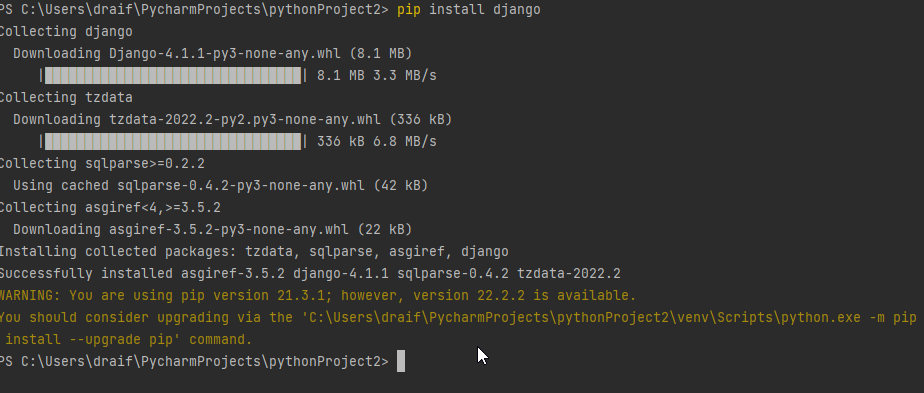 PS C:\Users\draif\PycharmProjects\pythonProject2> pip install django
Collecting django
  Downloading Django-4.1.1-py3-none-any.whl (8.1 MB)
     |████████████████████████████████| 8.1 MB 3.3 MB/s
Collecting tzdata
  Downloading tzdata-2022.2-py2.py3-none-any.whl (336 kB)
     |████████████████████████████████| 336 kB 6.8 MB/s
Collecting sqlparse>=0.2.2
  Using cached sqlparse-0.4.2-py3-none-any.whl (42 kB)
Collecting asgiref<4,>=3.5.2
  Downloading asgiref-3.5.2-py3-none-any.whl (22 kB)
Installing collected packages: tzdata, sqlparse, asgiref, django
Successfully installed asgiref-3.5.2 django-4.1.1 sqlparse-0.4.2 tzdata-2022.2
WARNING: You are using pip version 21.3.1; however, version 22.2.2 is available.
You should consider upgrading via the 'C:\Users\draif\PycharmProjects\pythonProject2\venv\Scripts\python.exe -m pip
 install --upgrade pip' command.
PS C:\Users\draif\PycharmProjects\pythonProject2>